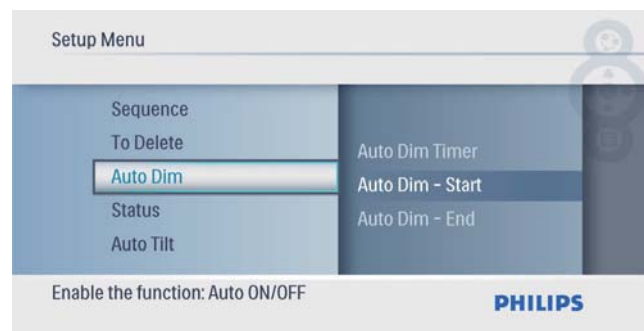 Setup Menu
Sequence
To Delete
Auto Dim
Status
Auto Tilt
Auto Dim Timer
Auto Dim - Start
Auto Dim - End
Enable the function: Auto ON/OFF
PHILIPS